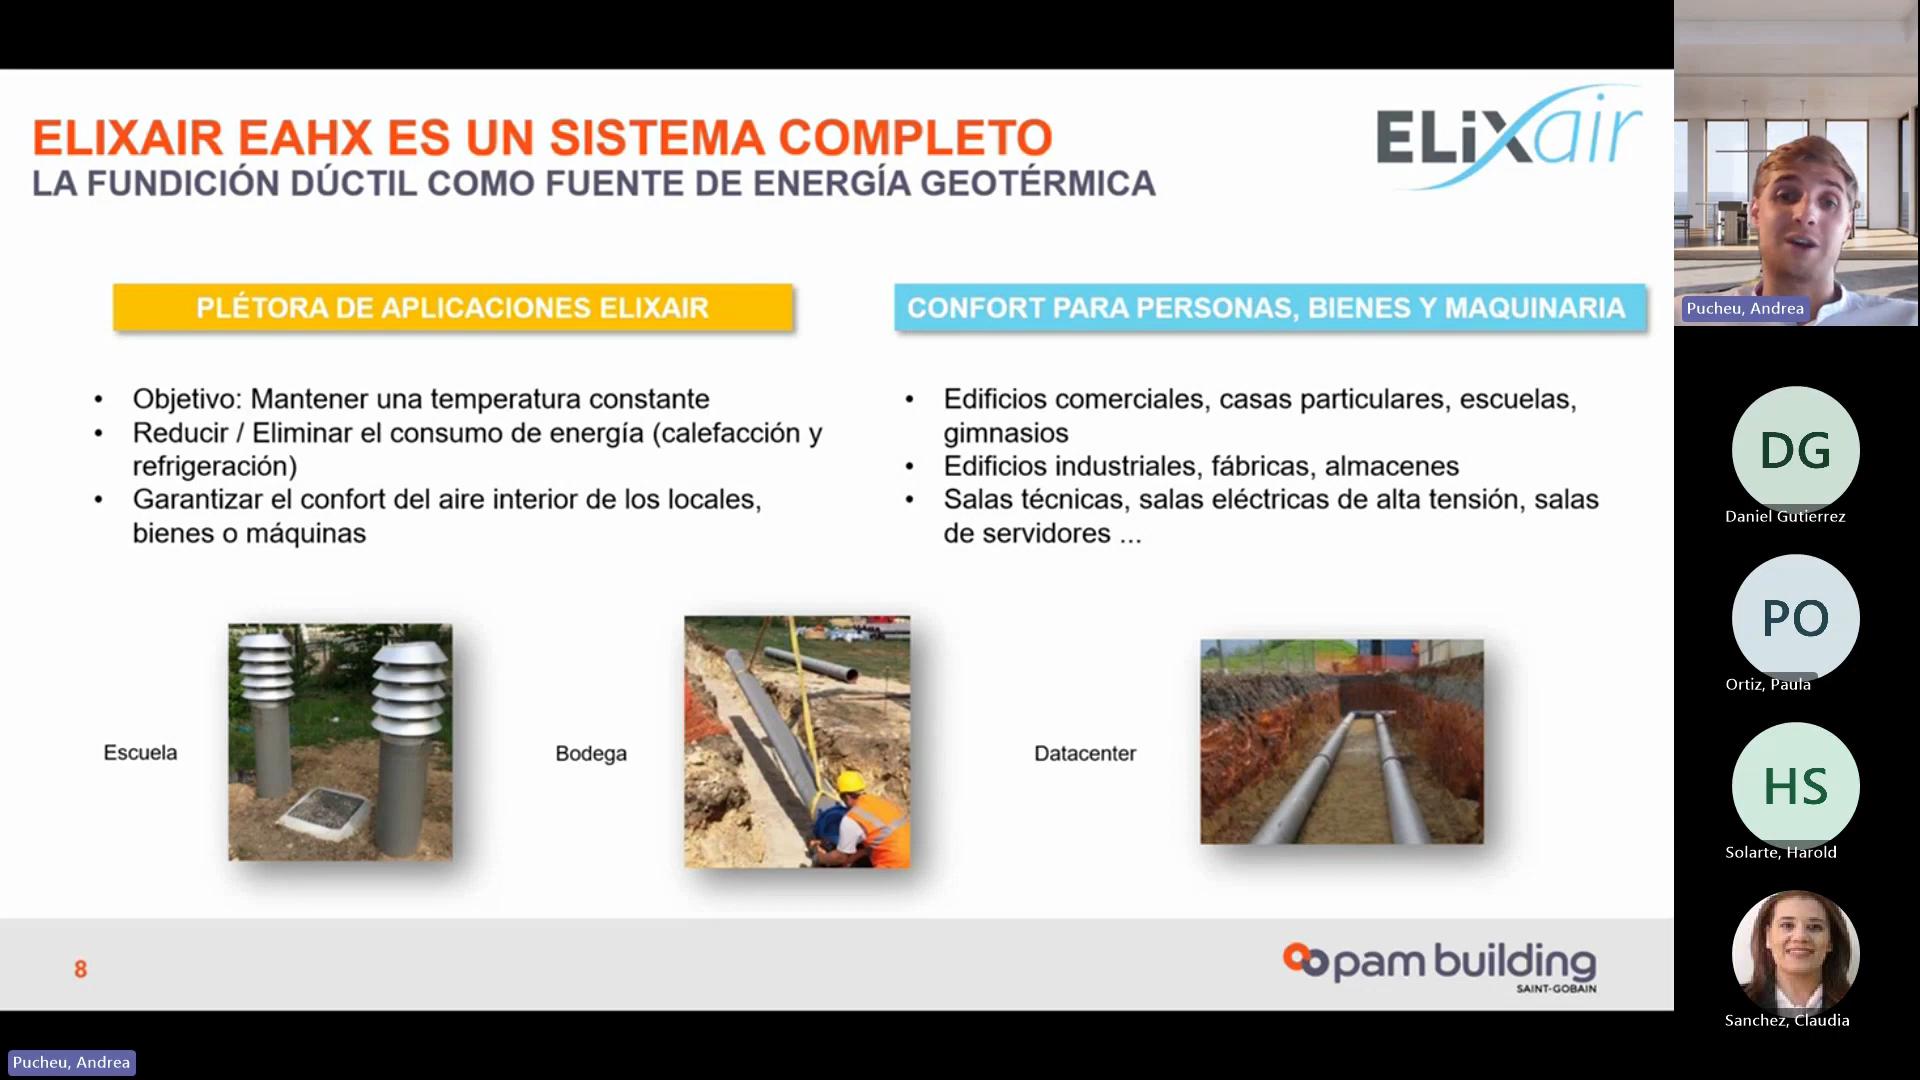 ELIXAIR EAHX ES UN SISTEMA COMPLETO
LA FUNDICIÓN DÚCTIL COMO FUENTE DE ENERGÍA GEOTÉRMICA
ELiXair
PLÉTORA DE APLICACIONES ELIXAIR
• Objetivo: Mantener una temperatura constante
• Reducir / Eliminar el consumo de energía (calefacción y
refrigeración)
• Garantizar el confort del aire interior de los locales,
bienes o máquinas
CONFORT PARA PERSONAS, BIENES Y MAQUINARIA
• Edificios comerciales, casas particulares, escuelas,
gimnasios
• Edificios industriales, fábricas, almacenes
• Salas técnicas, salas eléctricas de alta tensión, salas
de servidores ...
Escuela
Bodega
Datacenter
8
pam building
SAINT-GOBAIN
Pucheu, Andrea
DG
Daniel Gutierrez
PO
Ortiz, Paula
HS
Solarte, Harold
Sanchez, Claudia
Pucheu, Andrea